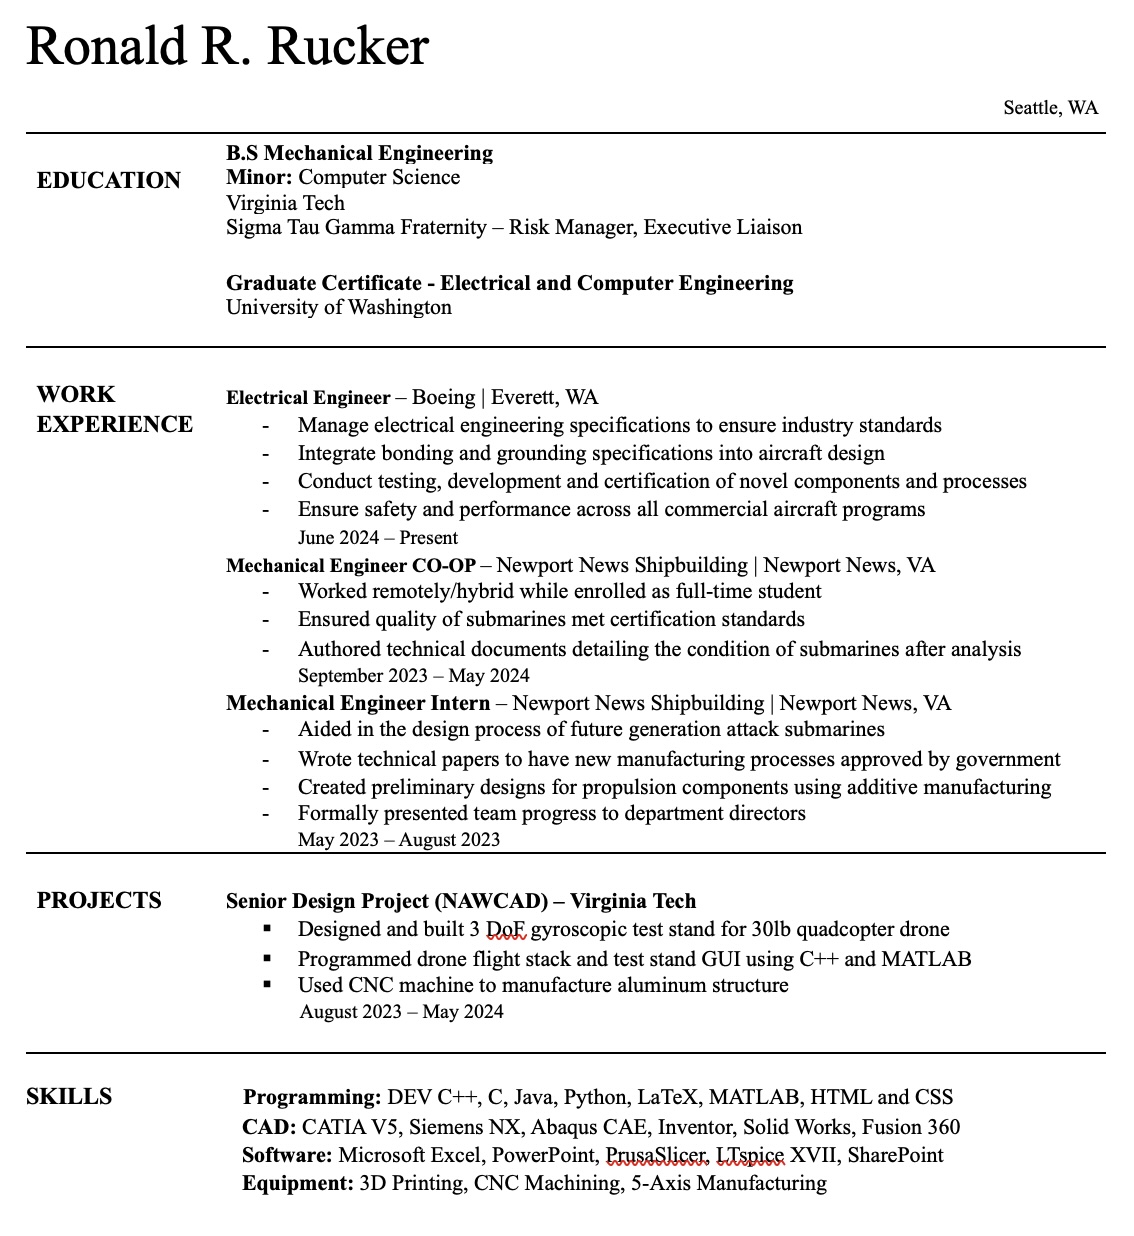 Ronald R. Rucker
Seattle, WA
EDUCATION
B.S Mechanical Engineering
Minor: Computer Science
Virginia Tech
Sigma Tau Gamma Fraternity – Risk Manager, Executive Liaison
Graduate Certificate - Electrical and Computer Engineering
University of Washington
WORK
EXPERIENCE
Electrical Engineer – Boeing | Everett, WA
- Manage electrical engineering specifications to ensure industry standards
- Integrate bonding and grounding specifications into aircraft design
- Conduct testing, development and certification of novel components and processes
- Ensure safety and performance across all commercial aircraft programs
June 2024 – Present
Mechanical Engineer CO-OP – Newport News Shipbuilding | Newport News, VA
- Worked remotely/hybrid while enrolled as full-time student
- Ensured quality of submarines met certification standards
- Authored technical documents detailing the condition of submarines after analysis
September 2023 – May 2024
Mechanical Engineer Intern – Newport News Shipbuilding | Newport News, VA
- Aided in the design process of future generation attack submarines
- Wrote technical papers to have new manufacturing processes approved by government
- Created preliminary designs for propulsion components using additive manufacturing
- Formally presented team progress to department directors
May 2023 – August 2023
PROJECTS
Senior Design Project (NAWCAD) – Virginia Tech
▪ Designed and built 3 DoF gyroscopic test stand for 30lb quadcopter drone
▪ Programmed drone flight stack and test stand GUI using C++ and MATLAB
▪ Used CNC machine to manufacture aluminum structure
August 2023 – May 2024
SKILLS
Programming: DEV C++, C, Java, Python, LaTeX, MATLAB, HTML and CSS
CAD: CATIA V5, Siemens NX, Abaqus CAE, Inventor, Solid Works, Fusion 360
Software: Microsoft Excel, PowerPoint, PrusaSlicer, LTspice XVII, SharePoint
Equipment: 3D Printing, CNC Machining, 5-Axis Manufacturing